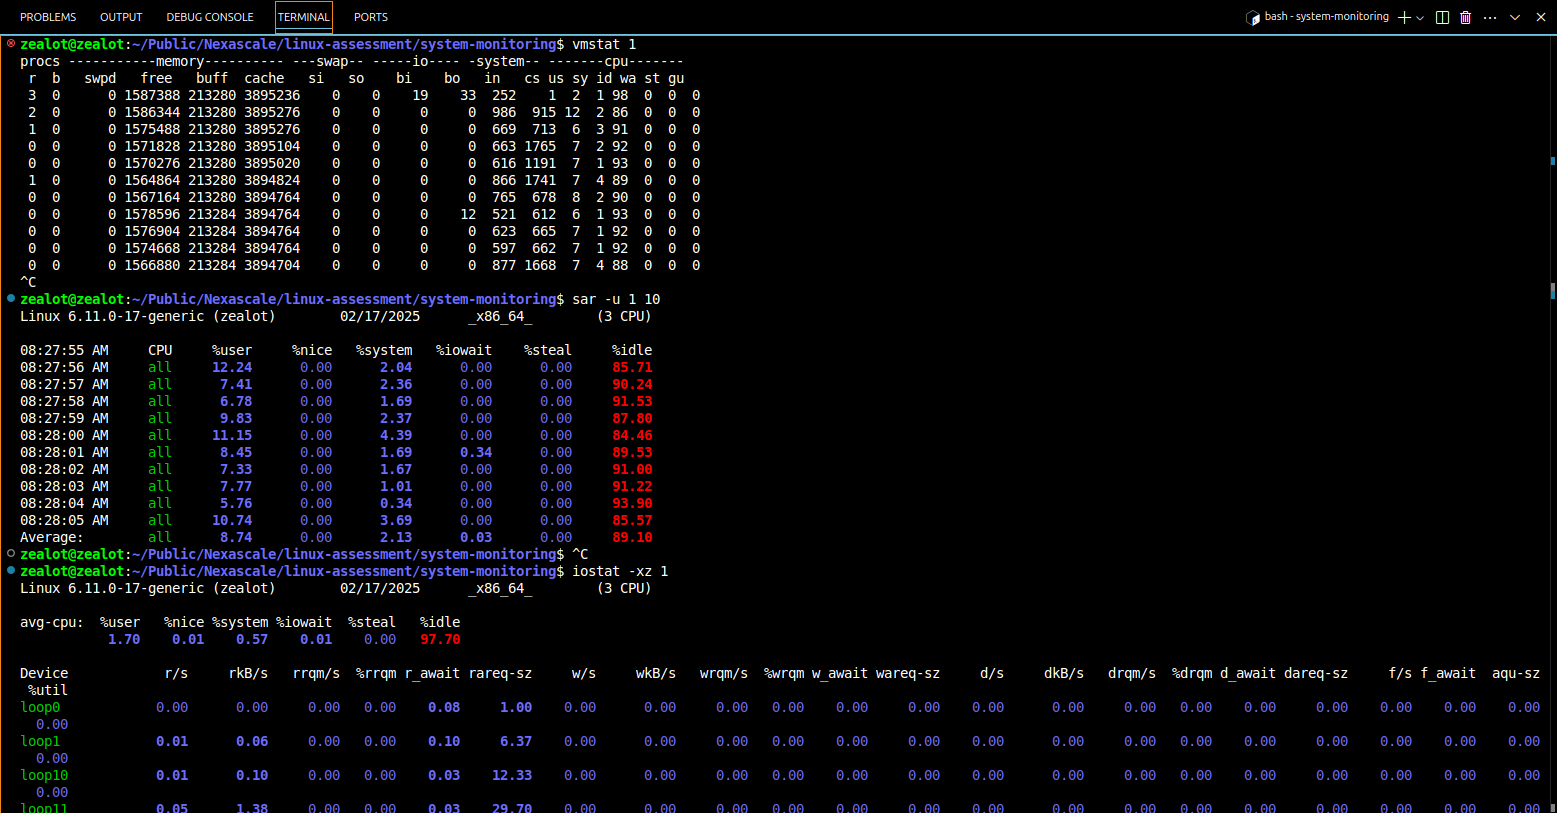 PROBLEMS OUTPUT DEBUG CONSOLE TERMINAL PORTS bash - system-monitoring
zealot@zealot:~/Public/Nexascale/linux-assessment/system-monitoring$ vmstat 1
procs -----------memory---------- ---swap-- -----io---- -system-- -------cpu-------
 r  b   swpd   free   buff  cache   si   so    bi    bo   in   cs us sy id wa st gu
 3  0      0 1587388 213280 3895236    0    0    19    33  252    1  2  1 98  0  0  0
 2  0      0 1586344 213280 3895276    0    0     0     0  986  915 12  2 86  0  0  0
 1  0      0 1575488 213280 3895276    0    0     0     0  669  713  6  3 91  0  0  0
 0  0      0 1571828 213280 3895104    0    0     0     0  663 1765  7  2 92  0  0  0
 0  0      0 1570276 213280 3895020    0    0     0     0  616 1191  7  1 93  0  0  0
 1  0      0 1564864 213280 3894824    0    0     0     0  866 1741  7  4 89  0  0  0
 0  0      0 1567164 213280 3894764    0    0     0     0  765  678  8  2 90  0  0  0
 0  0      0 1578596 213284 3894764    0    0     0    12  521  612  6  1 93  0  0  0
 0  0      0 1576904 213284 3894764    0    0     0     0  623  665  7  1 92  0  0  0
 0  0      0 1574668 213284 3894764    0    0     0     0  597  662  7  1 92  0  0  0
 0  0      0 1566880 213284 3894704    0    0     0     0  877 1668  7  4 88  0  0  0
^C
zealot@zealot:~/Public/Nexascale/linux-assessment/system-monitoring$ sar -u 1 10
Linux 6.11.0-17-generic (zealot) 02/17/2025 _x86_64_ (3 CPU)
08:27:55 AM CPU %user %nice %system %iowait %steal %idle
08:27:56 AM all 12.24 0.00 2.04 0.00 0.00 85.71
08:27:57 AM all 7.41 0.00 2.36 0.00 0.00 90.24
08:27:58 AM all 6.78 0.00 1.69 0.00 0.00 91.53
08:27:59 AM all 9.83 0.00 2.37 0.00 0.00 87.80
08:28:00 AM all 11.15 0.00 4.39 0.00 0.00 84.46
08:28:01 AM all 8.45 0.00 1.69 0.34 0.00 89.53
08:28:02 AM all 7.33 0.00 1.67 0.00 0.00 91.00
08:28:03 AM all 7.77 0.00 1.01 0.00 0.00 91.22
08:28:04 AM all 5.76 0.00 0.34 0.00 0.00 93.90
08:28:05 AM all 10.74 0.00 3.69 0.00 0.00 85.57
Average: all 8.74 0.00 2.13 0.03 0.00 89.10
zealot@zealot:~/Public/Nexascale/linux-assessment/system-monitoring$ ^C
zealot@zealot:~/Public/Nexascale/linux-assessment/system-monitoring$ iostat -xz 1
Linux 6.11.0-17-generic (zealot) 02/17/2025 _x86_64_ (3 CPU)
avg-cpu: %user %nice %system %iowait %steal %idle
1.70 0.01 0.57 0.01 0.00 97.70
Device r/s rkB/s rrqm/s %rrqm r_await rareq-sz w/s wkB/s wrqm/s %wrqm w_await wareq-sz d/s dkB/s drqm/s %drqm d_await dareq-sz f/s f_await aqu-sz
%util
loop0 0.00 0.00 0.00 0.00 0.08 1.00 0.00 0.00 0.00 0.00 0.00 0.00 0.00 0.00 0.00 0.00 0.00 0.00 0.00 0.00 0.00
0.00
loop1 0.01 0.06 0.00 0.00 0.10 6.37 0.00 0.00 0.00 0.00 0.00 0.00 0.00 0.00 0.00 0.00 0.00 0.00 0.00 0.00 0.00
0.00
loop10 0.01 0.10 0.00 0.00 0.03 12.33 0.00 0.00 0.00 0.00 0.00 0.00 0.00 0.00 0.00 0.00 0.00 0.00 0.00 0.00 0.00
0.00
loop11 0.05 1.38 0.00 0.00 0.03 29.70 0.00 0.00 0.00 0.00 0.00 0.00 0.00 0.00 0.00 0.00 0.00 0.00 0.00 0.00 0.00